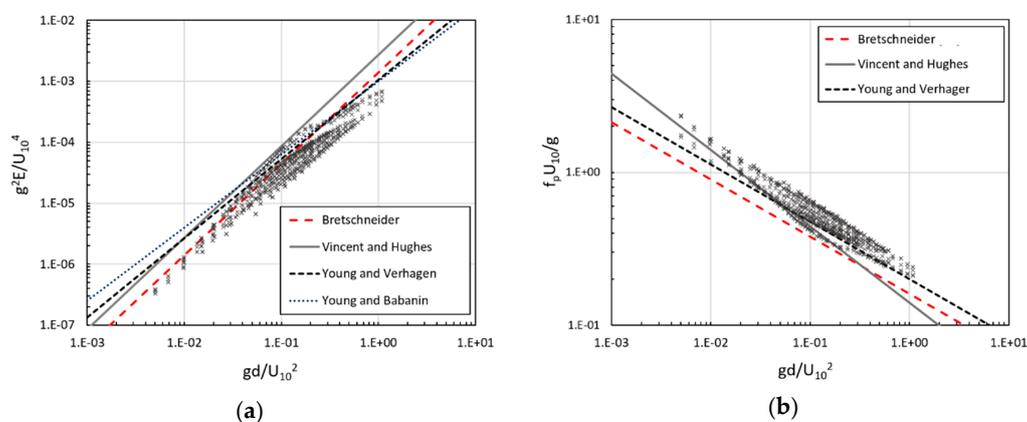 1.E-02
1.E-03
1.E-04
1.E-05
1.E-06
1.E-07
g²E/U₁₀⁴
Bretschneider
Vincent and Hughes
Young and Verhagen
Young and Babanin
1.E-03 1.E-02 1.E-01 1.E+00 1.E+01
gd/U₁₀²
(a)
1.E+01
1.E+00
1.E-01
fₚU₁₀/g
Bretschneider
Vincent and Hughes
Young and Verhager
1.E-03 1.E-02 1.E-01 1.E+00 1.E+01
gd/U₁₀²
(b)